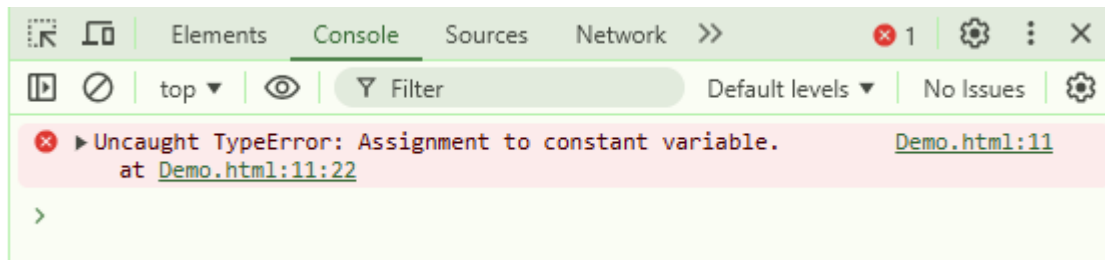 Elements Console Sources Network >> 1
top ▼ Filter Default levels ▼ No Issues
▶Uncaught TypeError: Assignment to constant variable. Demo.html:11
at Demo.html:11:22
>